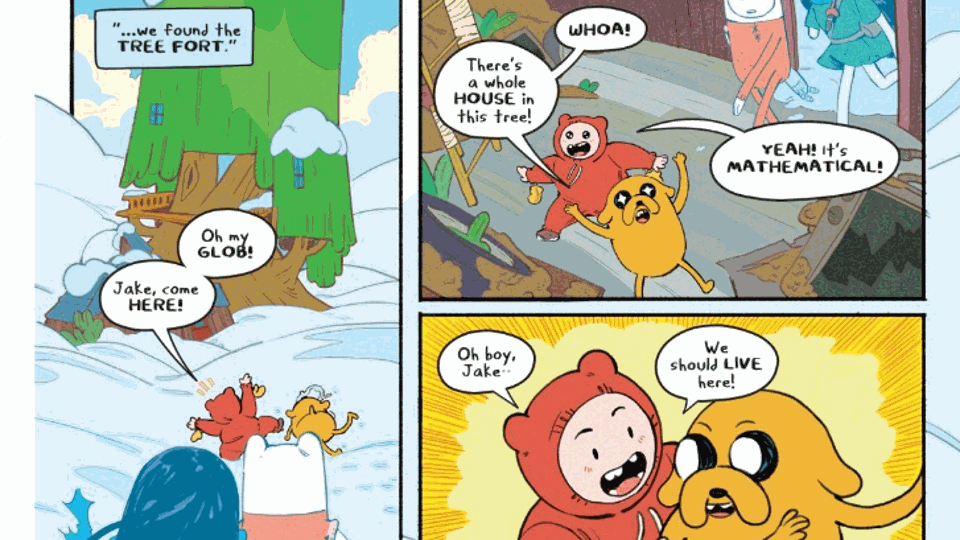 "...we found the
TREE FORT."
Oh my
GLOB!
Jake, come
HERE!
WHOA!
There's
a whole
HOUSE in
this tree!
YEAH! It's
MATHEMATICAL!
Oh boy,
Jake--
We
should LIVE
here!